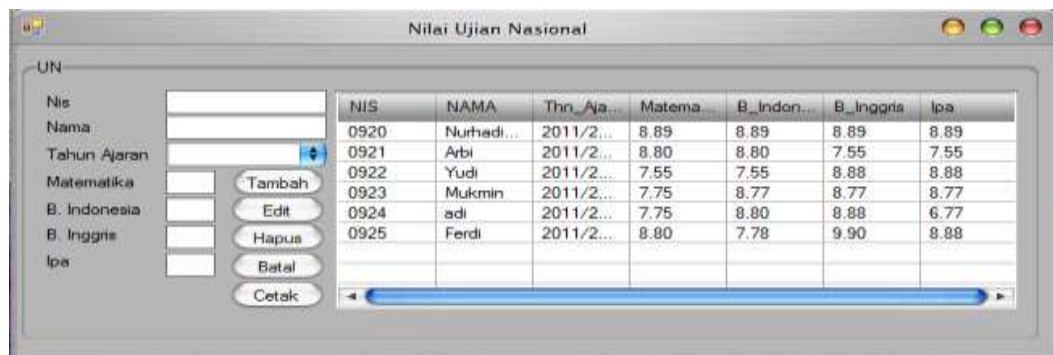 Nilai Ujian Nasional
UN
Nis
Nama
Tahun Ajaran
Matematika
B. Indonesia
B. Inggris
Ipa
Tambah
Edit
Hapus
Batal
Cetak
NIS NAMA Thn_Aja... Matema... B_Indon... B_Inggris Ipa
0920 Nurhadi... 2011/2... 8.89 8.89 8.89 8.89
0921 Arbi 2011/2... 8.80 8.80 7.55 7.55
0922 Yudi 2011/2... 7.55 7.55 8.88 8.88
0923 Mukmin 2011/2... 7.75 8.77 8.77 8.77
0924 adi 2011/2... 7.75 8.80 8.88 6.77
0925 Ferdi 2011/2... 8.80 7.78 9.90 8.88